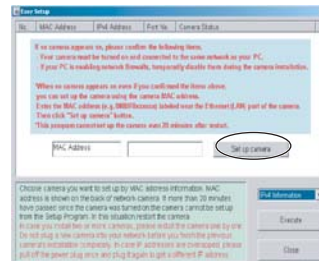 Easy Setup
No. MAC Address IPv4 Address Port No. Camera Status
If no camera appears on, please confirm the following items.
Your camera must be turned on and connected to the same network as your PC.
If your PC is enabling network firewalls, temporarily disable them during the camera installation.
When no camera appears on even if you confirmed the items above,
you can set up the camera using the camera MAC address.
Enter the MAC address (e.g. 080023xxxxxx) labeled near the Ethernet (LAN) port of the camera.
Then click "Set up camera" button.
This program cannot set up the camera over 20 minutes after restart.
MAC Address
Set up camera
Choose camera you want to set up by MAC address information. MAC
address is shown on the back of network camera. If more than 20 minutes
have passed since the camera was turned on the camera cannot be set up
from the Setup Program. In this situation restart the camera.
In case you install two or more cameras, please install the camera one by one.
Do not plug a new camera into your network before you finish the previous
camera's installation completely. In case IP addresses are overlapped, please
pull off the power plug once and plug it again to get a different IP address.
IPv4 Information
Execute
Close